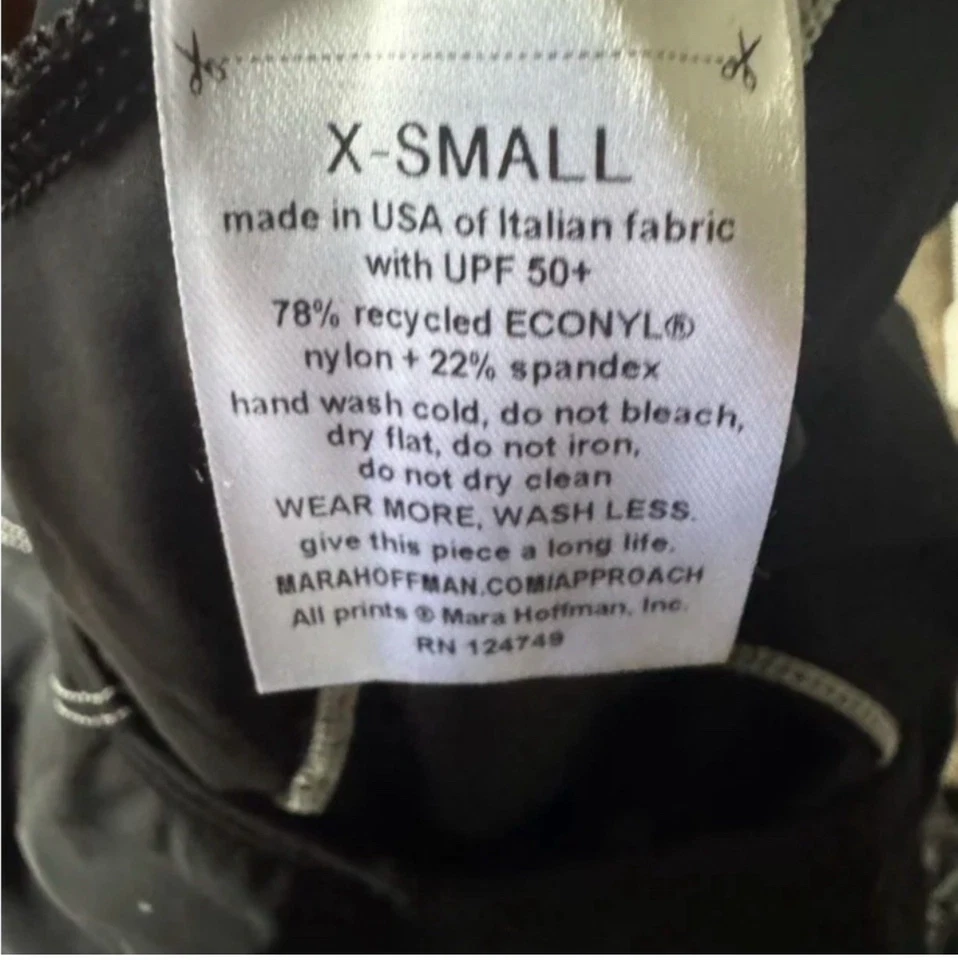 X-SMALL
made in USA of Italian fabric
with UPF 50+
78% recycled ECONYL®
nylon + 22% spandex
hand wash cold, do not bleach,
dry flat, do not iron,
do not dry clean
WEAR MORE, WASH LESS.
give this piece a long life.
MARAHOFFMAN.COM/APPROACH
All prints ® Mara Hoffman, Inc.
RN 124749